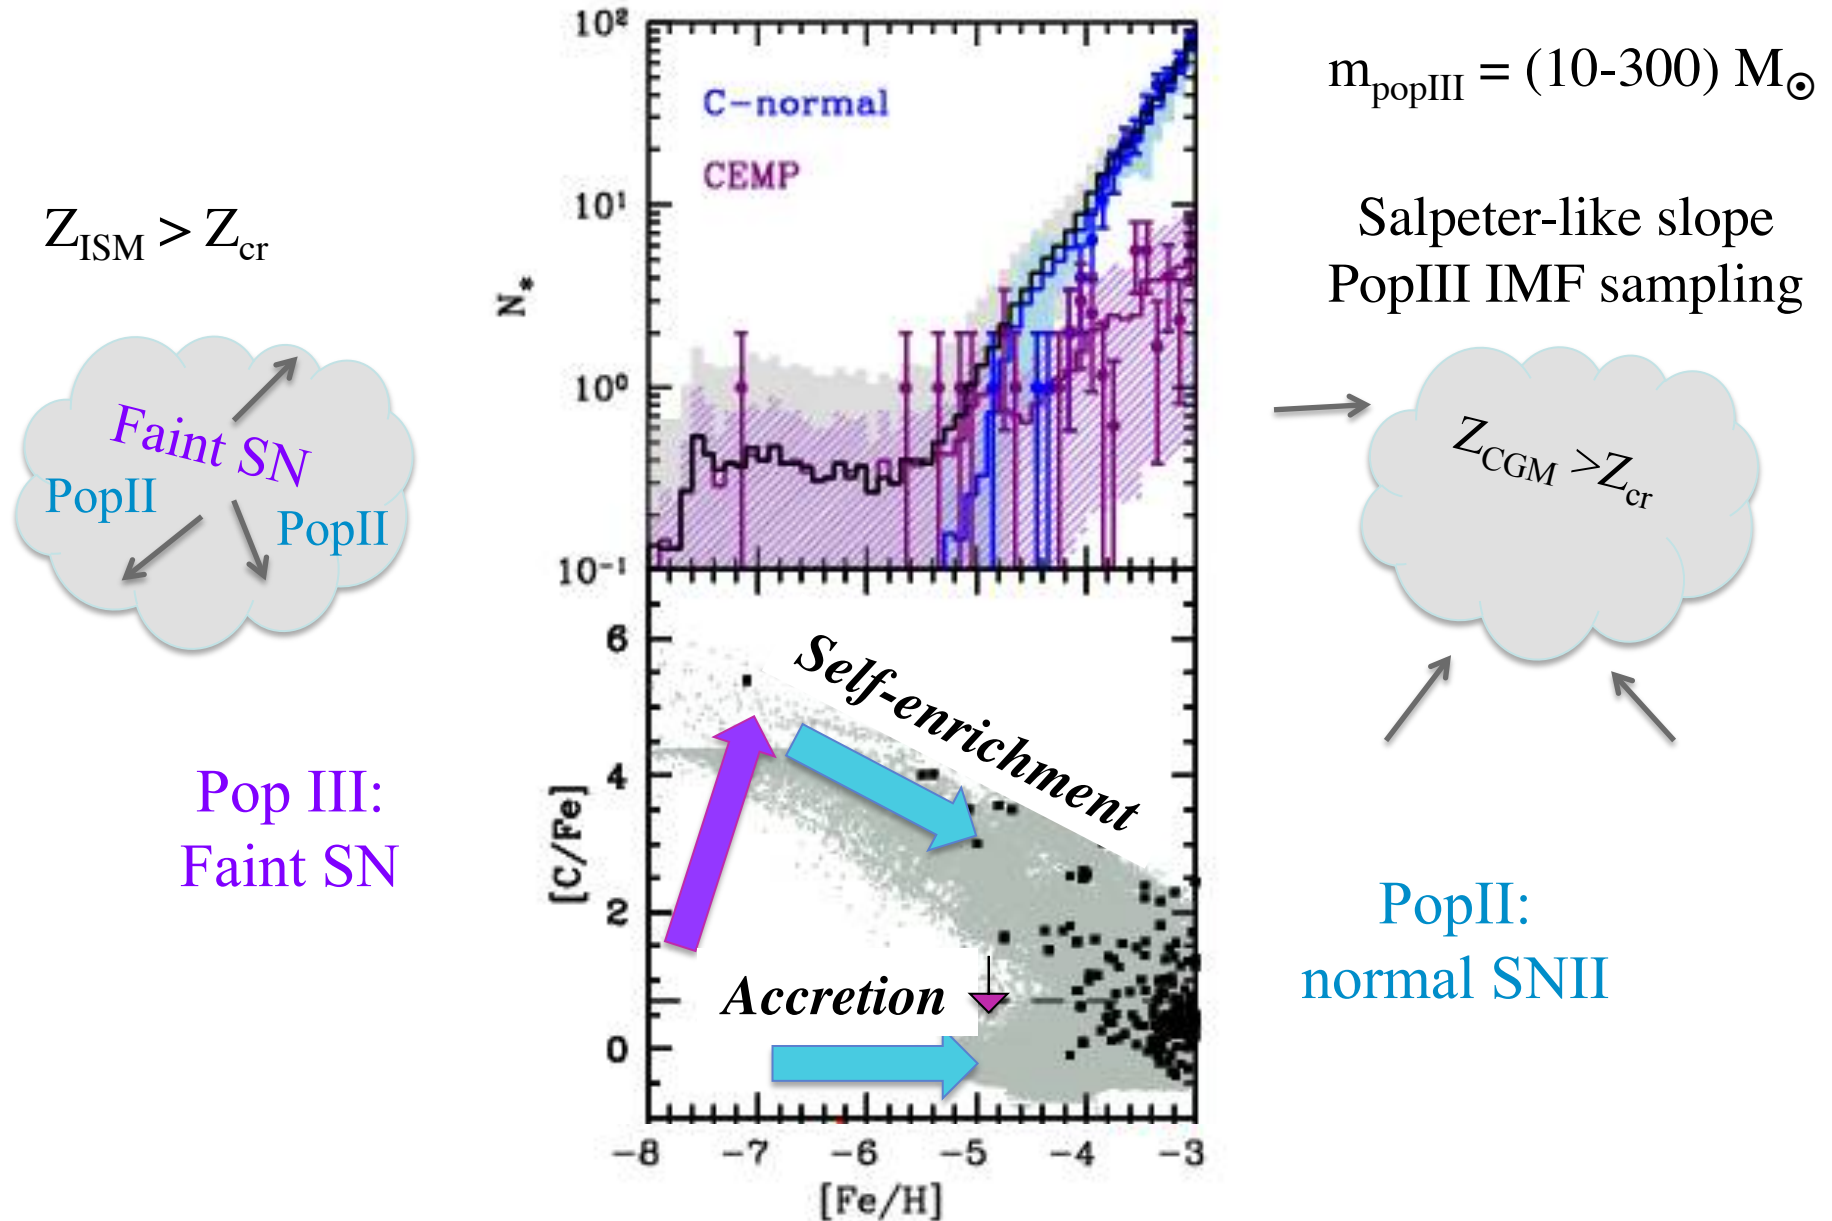 Z_ISM > Z_cr
Faint SN
PopII
PopII
Pop III:
Faint SN
10²
10¹
10⁰
10⁻¹
N*
C-normal
CEMP
6
4
2
0
[C/Fe]
Self-enrichment
Accretion
-8 -7 -6 -5 -4 -3
[Fe/H]
m_popIII = (10-300) M_☉
Salpeter-like slope
PopIII IMF sampling
Z_CGM >Z_cr
PopII:
normal SNII